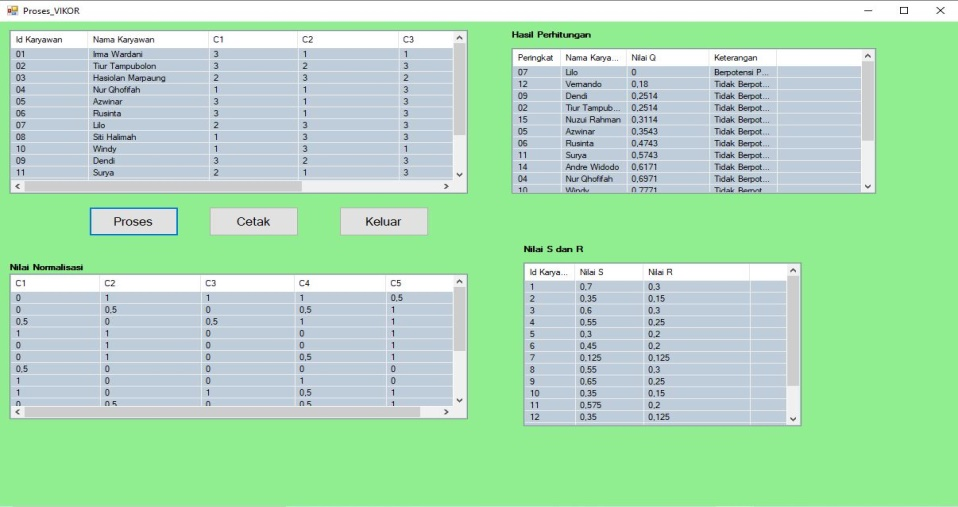 Proses_VIKOR
Id Karyawan Nama Karyawan C1 C2 C3
01 Irma Wardani 3 1 1
02 Tiur Tampubolon 3 2 3
03 Hasiolan Marpaung 2 3 2
04 Nur Qhofifah 1 1 3
05 Azwinar 3 1 3
06 Rusinta 3 1 3
07 Lilo 2 3 3
08 Siti Halimah 1 3 3
10 Windy 1 3 1
09 Dendi 3 2 3
11 Surya 2 1 3
Hasil Perhitungan
Peringkat Nama Karya... Nilai Q Keterangan
07 Lilo 0 Berpotensi P...
12 Vernando 0,18 Tidak Berpot...
09 Dendi 0,2514 Tidak Berpot...
02 Tiur Tampub... 0,2514 Tidak Berpot...
15 Nuzui Rahman 0,3114 Tidak Berpot...
05 Azwinar 0,3543 Tidak Berpot...
06 Rusinta 0,4743 Tidak Berpot...
11 Surya 0,5743 Tidak Berpot...
14 Andre Widodo 0,6171 Tidak Berpot...
04 Nur Qhofifah 0,6971 Tidak Berpot...
10 Windy 0,7771 Tidak Berpot...
Proses Cetak Keluar
Nilai Normalisasi
C1 C2 C3 C4 C5
0 1 1 1 0,5
0 0,5 0 0,5 1
0,5 0 0,5 1 1
1 1 0 0 1
0 1 0 0 1
0 1 0 0,5 1
0,5 0 0 0 0
1 0 0 1 0
1 0 1 0,5 1
0 0,5 0 0,5 1
Nilai S dan R
Id Karya... Nilai S Nilai R
1 0,7 0,3
2 0,35 0,15
3 0,6 0,3
4 0,55 0,25
5 0,3 0,2
6 0,45 0,2
7 0,125 0,125
8 0,55 0,3
9 0,65 0,25
10 0,35 0,15
11 0,575 0,2
12 0,35 0,125